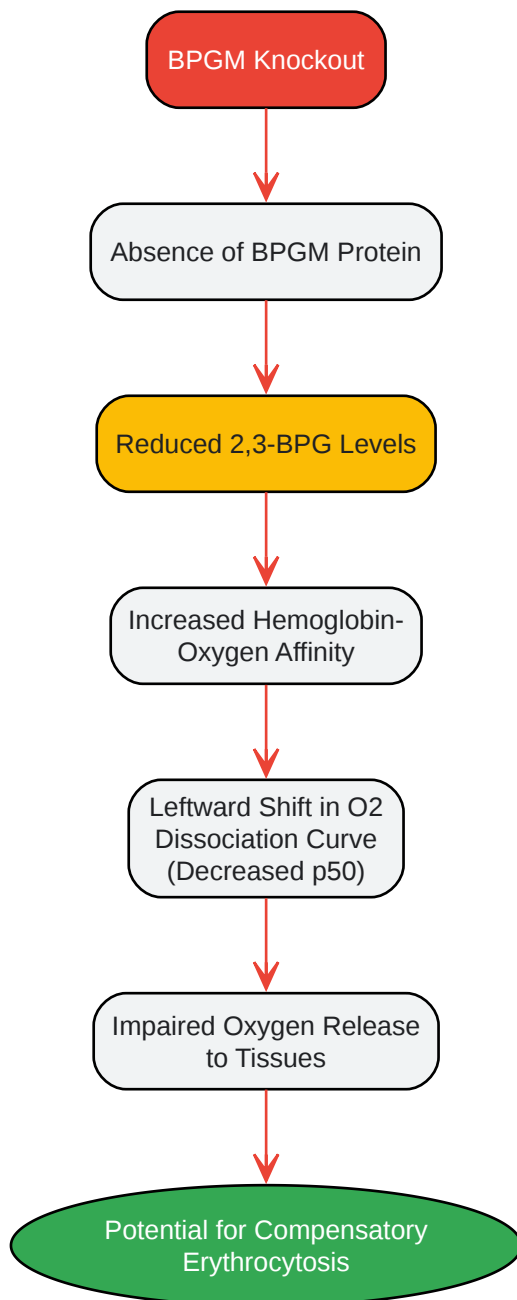 BPGM Knockout
Absence of BPGM Protein
Reduced 2,3-BPG Levels
Increased Hemoglobin-
Oxygen Affinity
Leftward Shift in O2
Dissociation Curve
(Decreased p50)
Impaired Oxygen Release
to Tissues
Potential for Compensatory
Erythrocytosis